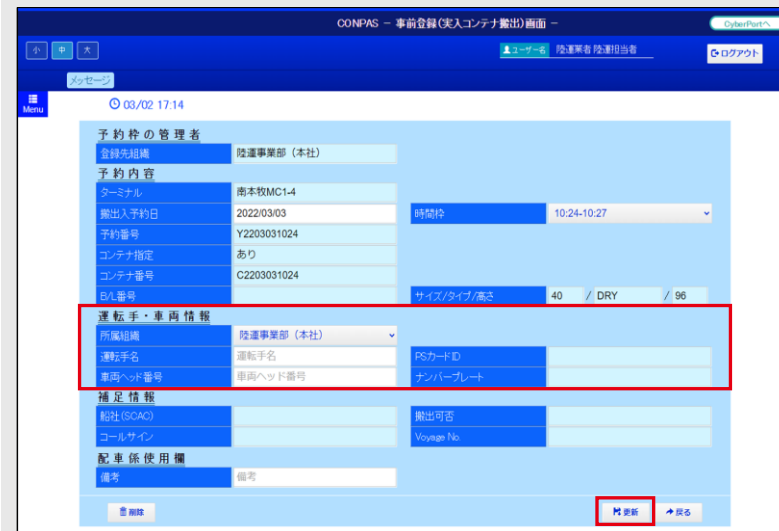 CONPAS － 事前登録(実入コンテナ搬出)画面 －
CyberPortへ
小 中 大
ユーザー名 陸運業者 陸運担当者
ログアウト
メッセージ
Menu
03/02 17:14
予約枠の管理者
登録先組織 陸運事業部（本社）
予約内容
ターミナル 南本牧MC1-4
搬出入予約日 2022/03/03 時間枠 10:24-10:27
予約番号 Y2203031024
コンテナ指定 あり
コンテナ番号 C2203031024
B/L番号 サイズ/タイプ/高さ 40 / DRY / 96
運転手・車両情報
所属組織 陸運事業部（本社）
運転手名 運転手名 PSカードID
車両ヘッド番号 車両ヘッド番号 ナンバープレート
補足情報
船社(SCAC) 搬出可否
コールサイン Voyage No.
配車係使用欄
備考 備考
削除 更新 戻る